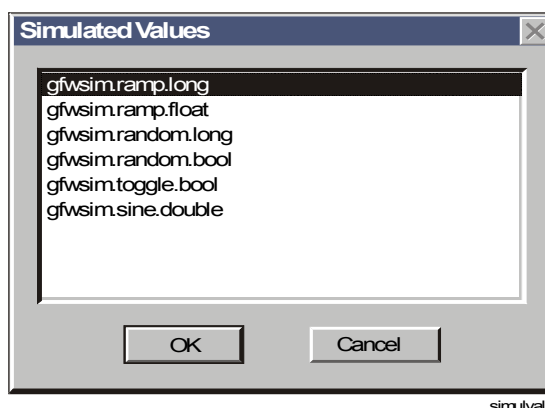 Simulated Values
gfwsim.ramp.long
gfwsim.ramp.float
gfwsim.random.long
gfwsim.random.bool
gfwsim.toggle.bool
gfwsim.sine.double
OK
Cancel
simulval